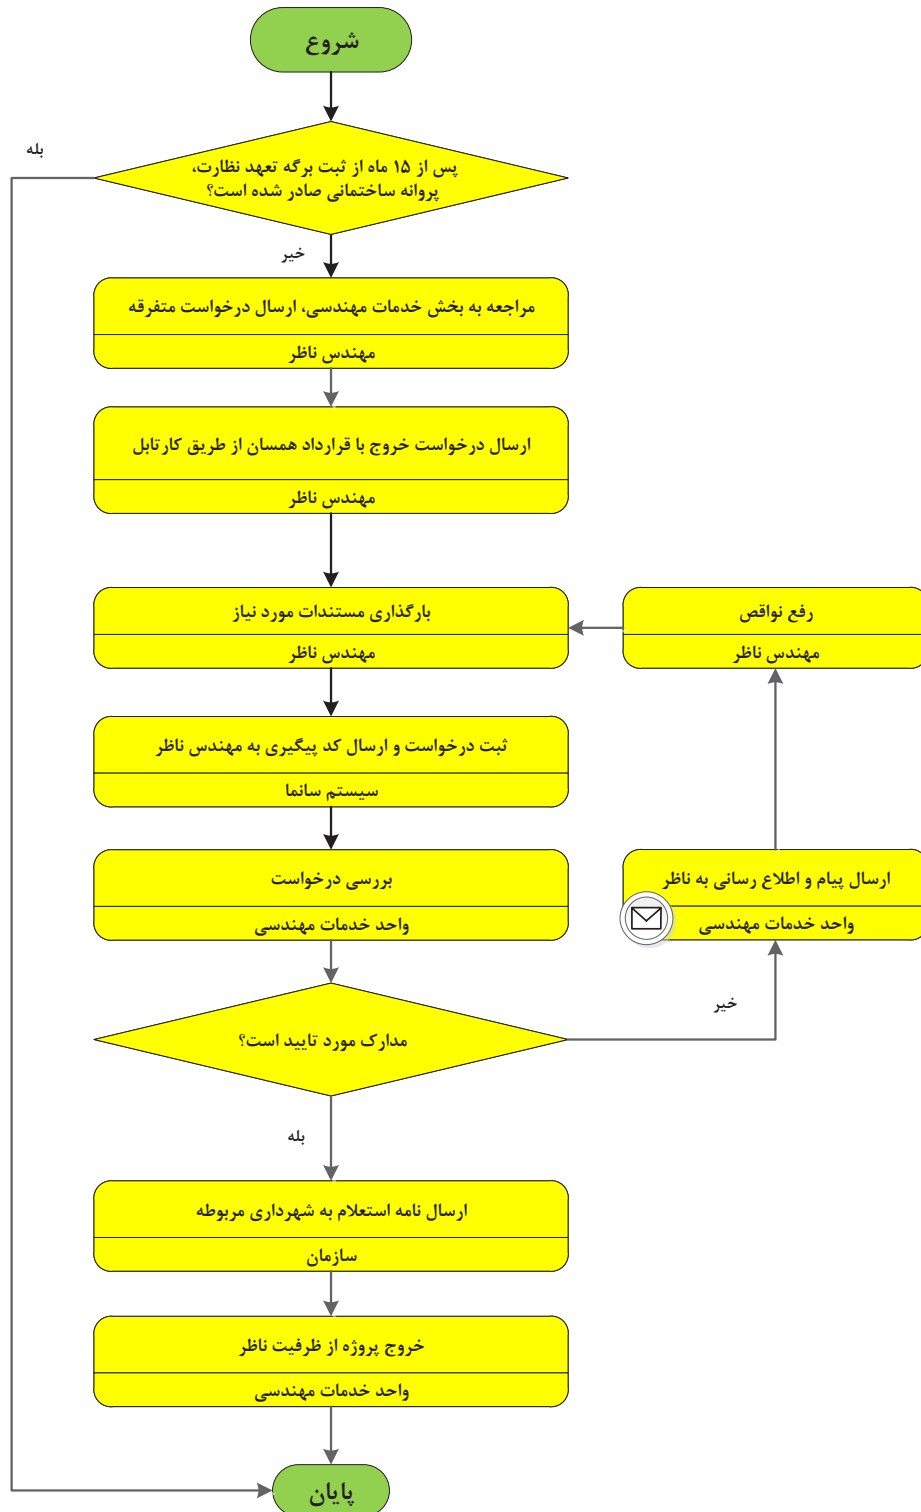 شروع
بله
پس از ۱۵ ماه از ثبت برگه تعهد نظارت،
پروانه ساختمانی صادر شده است؟
خیر
مراجعه به بخش خدمات مهندسی، ارسال درخواست متفرقه
مهندس ناظر
ارسال درخواست خروج با قرارداد همسان از طریق کارتابل
مهندس ناظر
بارگذاری مستندات مورد نیاز
مهندس ناظر
رفع نواقص
مهندس ناظر
ثبت درخواست و ارسال کد پیگیری به مهندس ناظر
سیستم سانما
بررسی درخواست
واحد خدمات مهندسی
ارسال پیام و اطلاع رسانی به ناظر
واحد خدمات مهندسی
خیر
مدارک مورد تایید است؟
بله
ارسال نامه استعلام به شهرداری مربوطه
سازمان
خروج پروژه از ظرفیت ناظر
واحد خدمات مهندسی
پایان